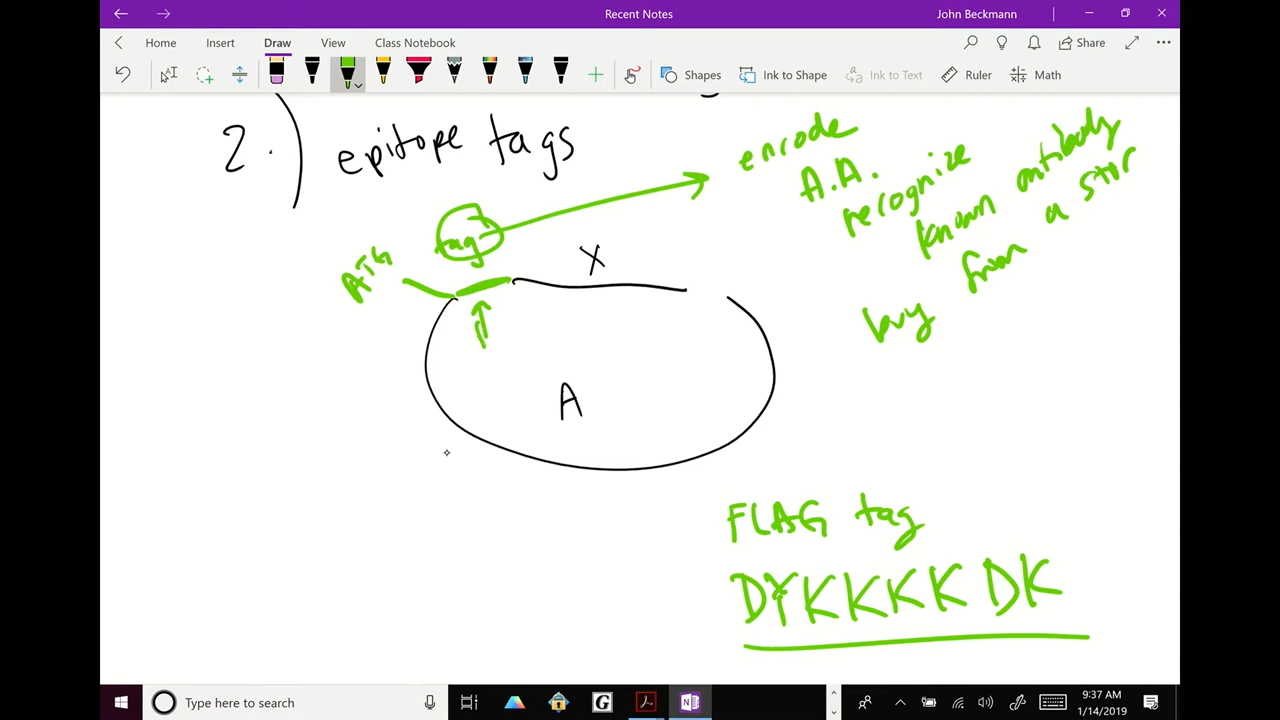 Recent Notes
John Beckmann
Home Insert Draw View Class Notebook
Share
Shapes
Ink to Shape
Ink to Text
Ruler
Math
2.) epitope tags
encode
A.A.
recognize
known antibody
from a stor
buy
tag
ATG
X
A
FLAG tag
DYKKKKDK
Type here to search
9:37 AM
1/14/2019